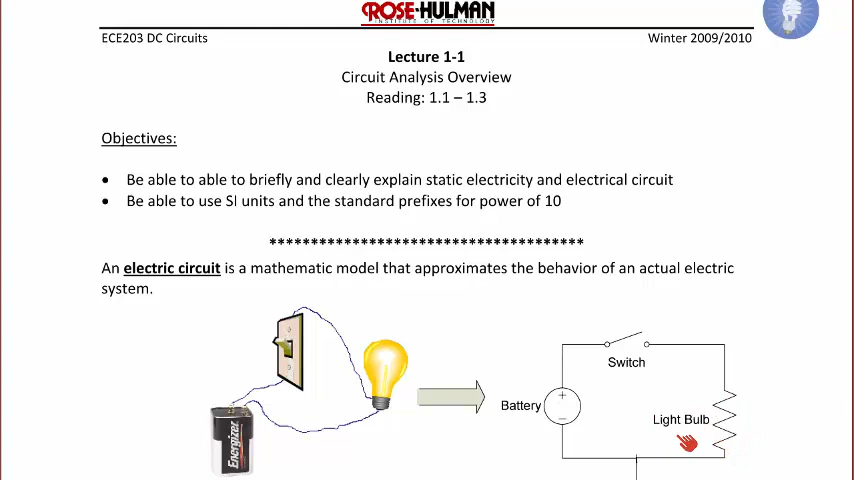 ROSE-HULMAN
INSTITUTE OF TECHNOLOGY
ECE203 DC Circuits Winter 2009/2010
Lecture 1-1
Circuit Analysis Overview
Reading: 1.1 – 1.3
Objectives:
• Be able to able to briefly and clearly explain static electricity and electrical circuit
• Be able to use SI units and the standard prefixes for power of 10
**************************************
An electric circuit is a mathematic model that approximates the behavior of an actual electric
system.
Switch
Battery
+
–
Light Bulb
Energizer